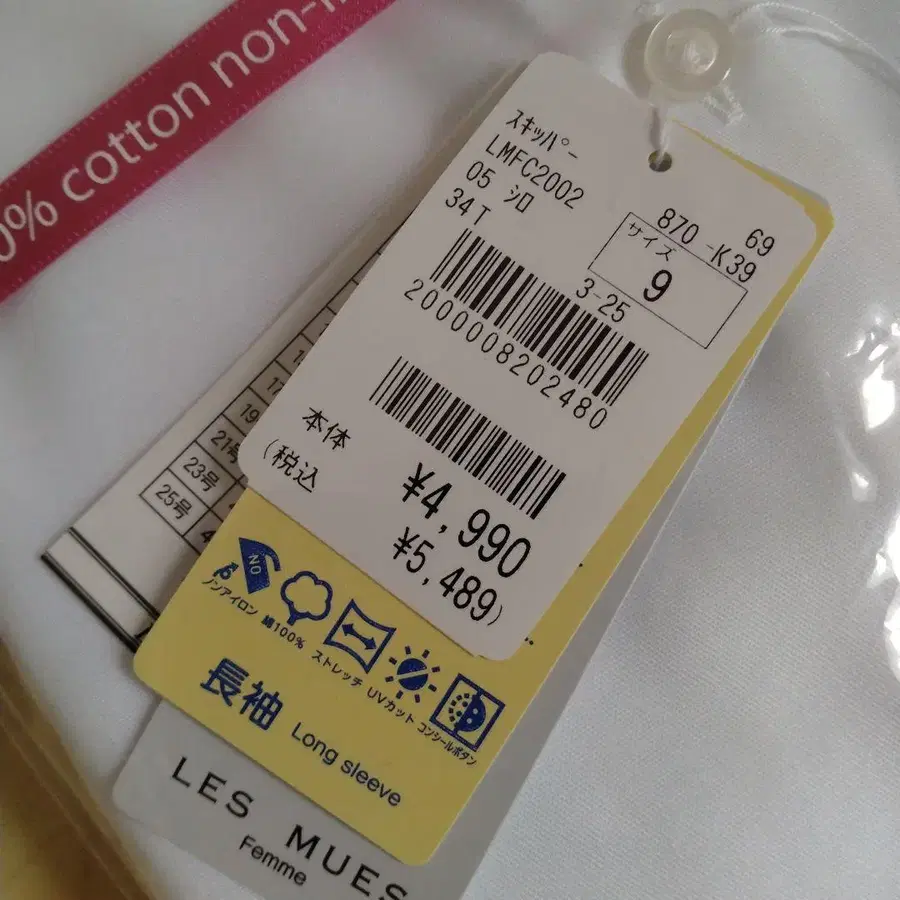 0% cotton non-
スキッパー
LMFC2002
05 シロ
34T
69
870 -K39
サイズ
9
3-25
2000008202480
本体 ¥4,990
(税込 ¥5,489)
19
21号
23号
25号
NO
ノンアイロン 綿100% ストレッチ UVカット コンシールボタン
長袖 Long sleeve
LES MUES
Femme